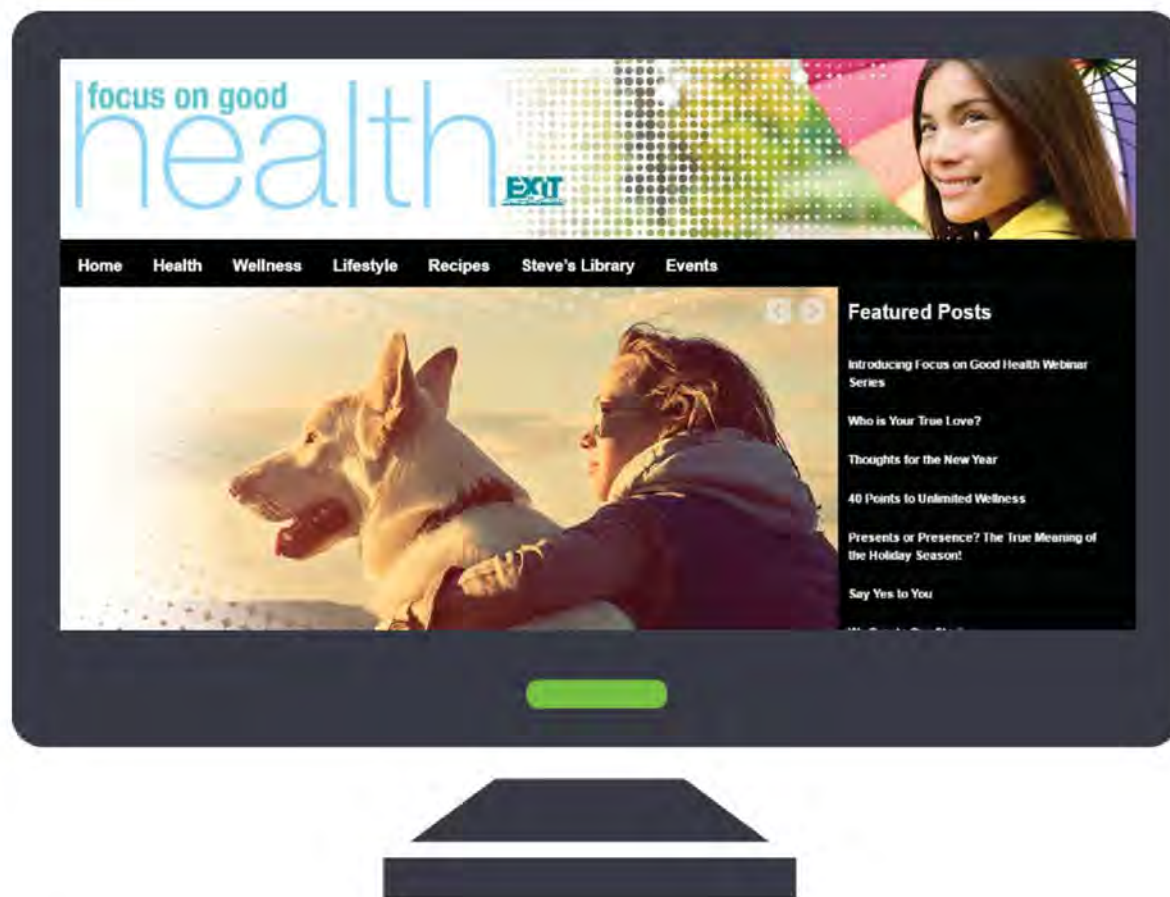 focus on good
health
EXIT
Home Health Wellness Lifestyle Recipes Steve's Library Events
Featured Posts
Introducing Focus on Good Health Webinar
Series
Who is Your True Love?
Thoughts for the New Year
40 Points to Unlimited Wellness
Presents or Presence? The True Meaning of
the Holiday Season!
Say Yes to You